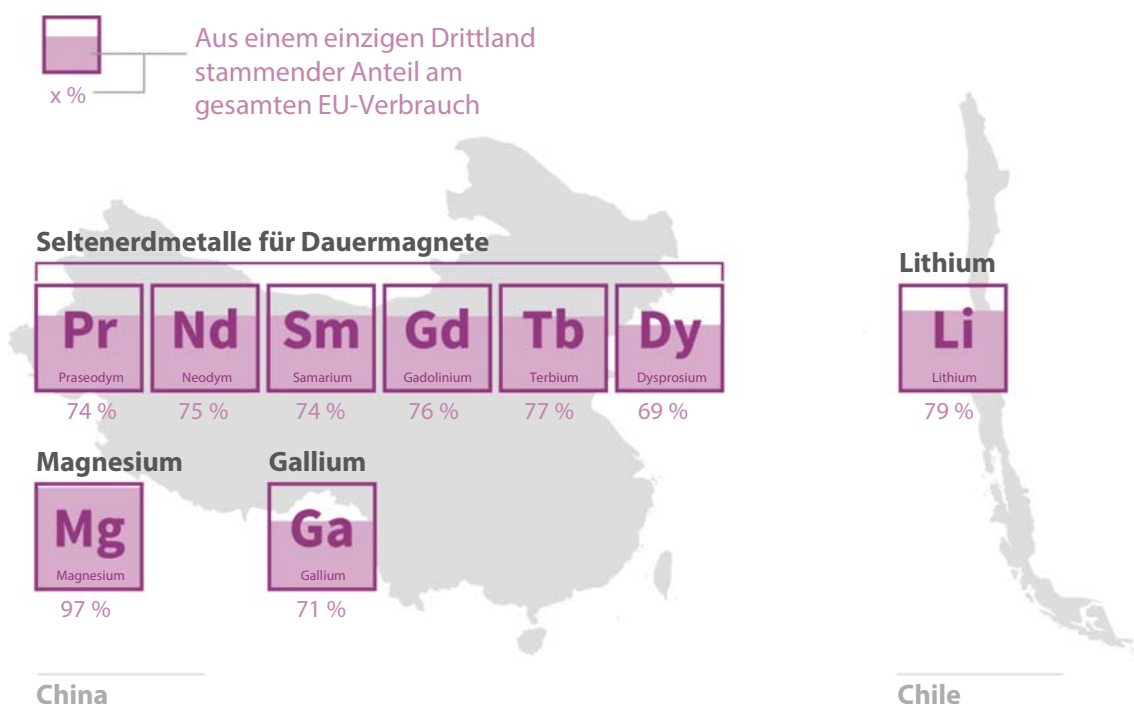 Aus einem einzigen Drittland
stammender Anteil am
gesamten EU-Verbrauch
x %
Seltenerdmetalle für Dauermagnete
Pr
Praseodym
74 %
Nd
Neodym
75 %
Sm
Samarium
74 %
Gd
Gadolinium
76 %
Tb
Terbium
77 %
Dy
Dysprosium
69 %
Magnesium
Mg
Magnesium
97 %
Gallium
Ga
Gallium
71 %
China
Lithium
Li
Lithium
79 %
Chile